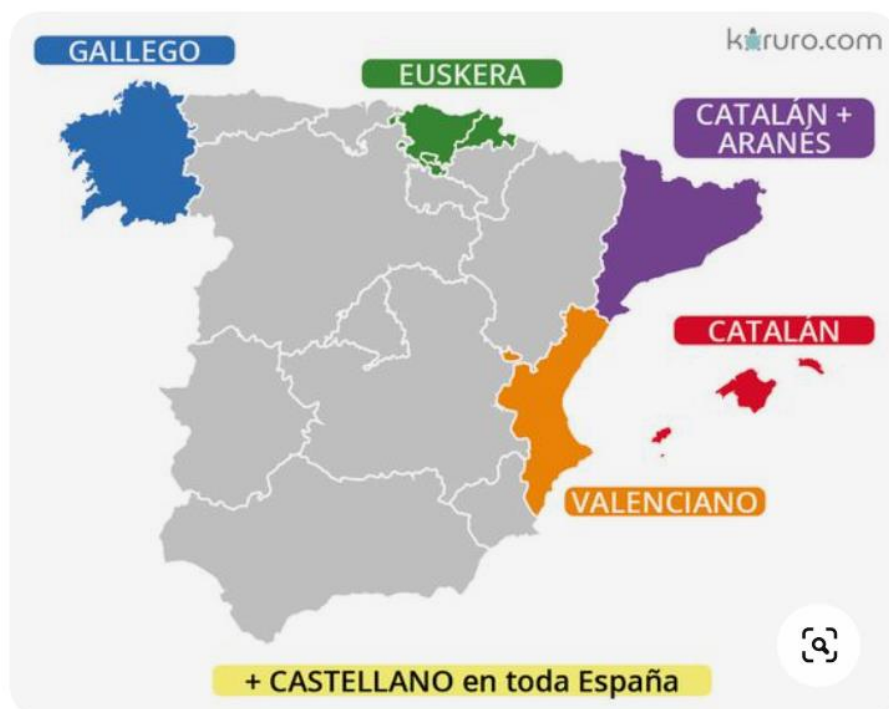 GALLEGO
kiruro.com
EUSKERA
CATALÁN +
ARANÉS
CATALÁN
VALENCIANO
+ CASTELLANO en toda España